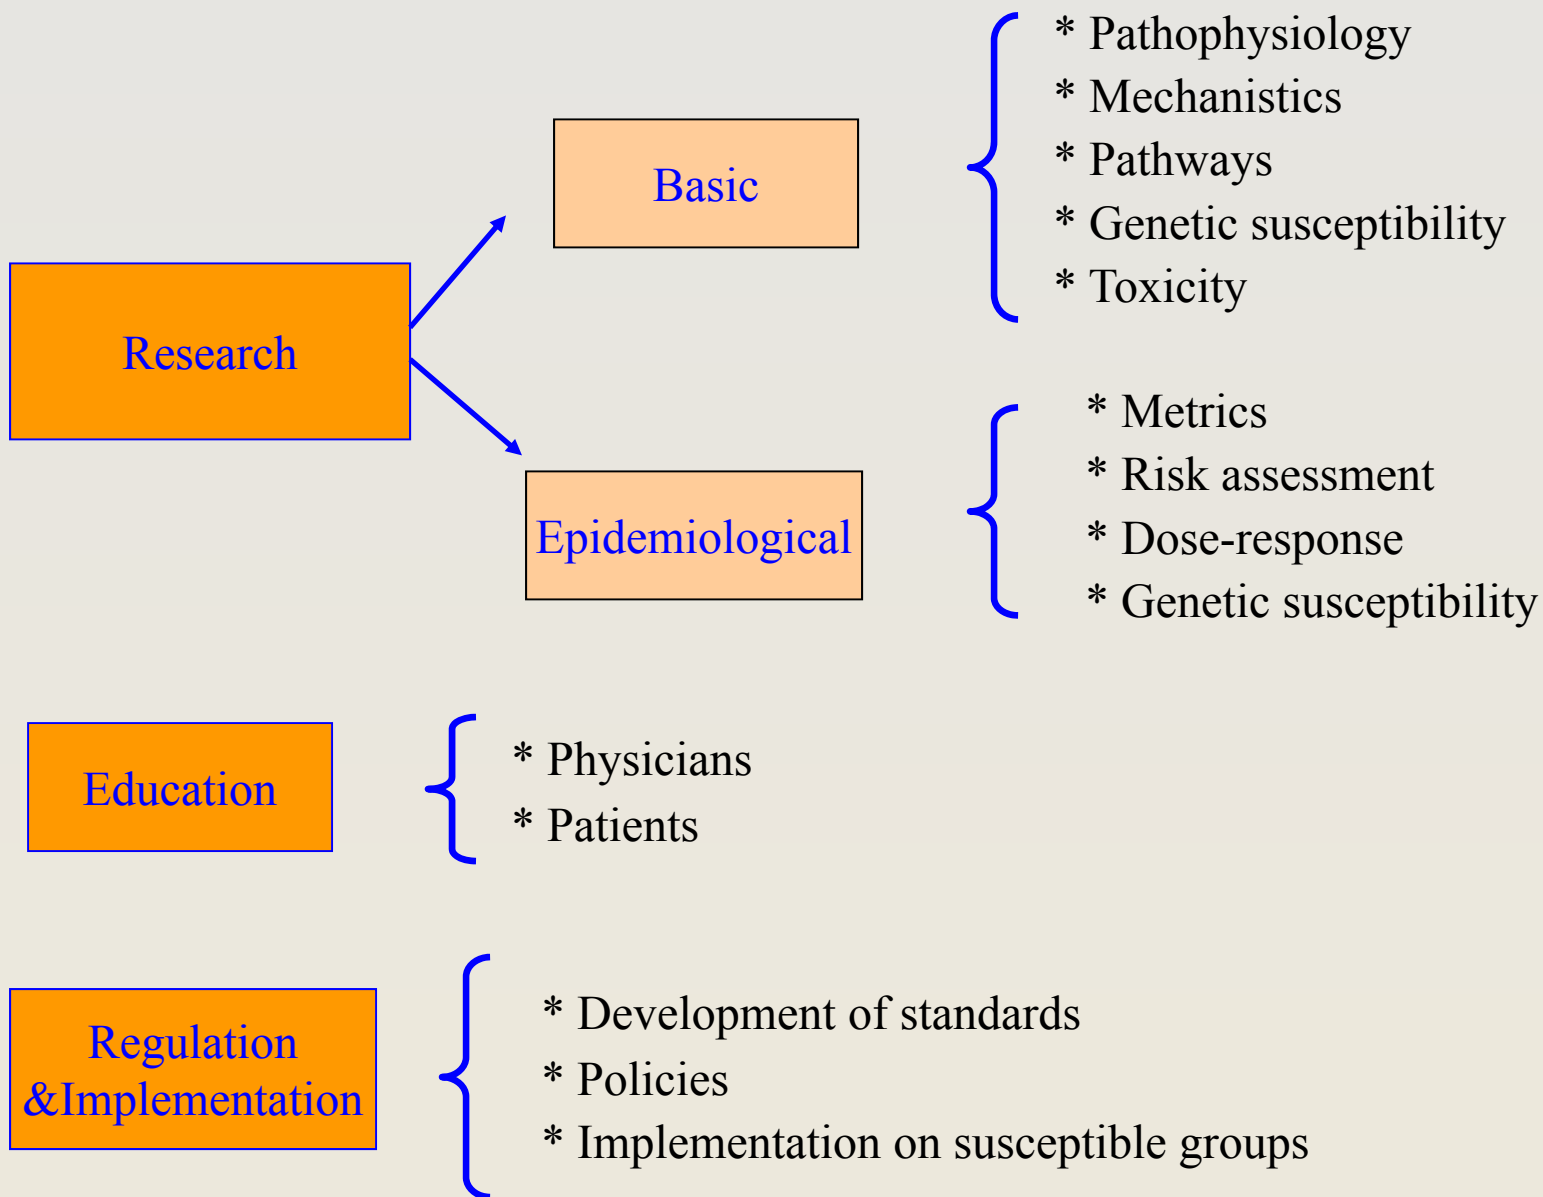 Research
Basic
* Pathophysiology
* Mechanistics
* Pathways
* Genetic susceptibility
* Toxicity
Epidemiological
* Metrics
* Risk assessment
* Dose-response
* Genetic susceptibility
Education
* Physicians
* Patients
Regulation
&Implementation
* Development of standards
* Policies
* Implementation on susceptible groups